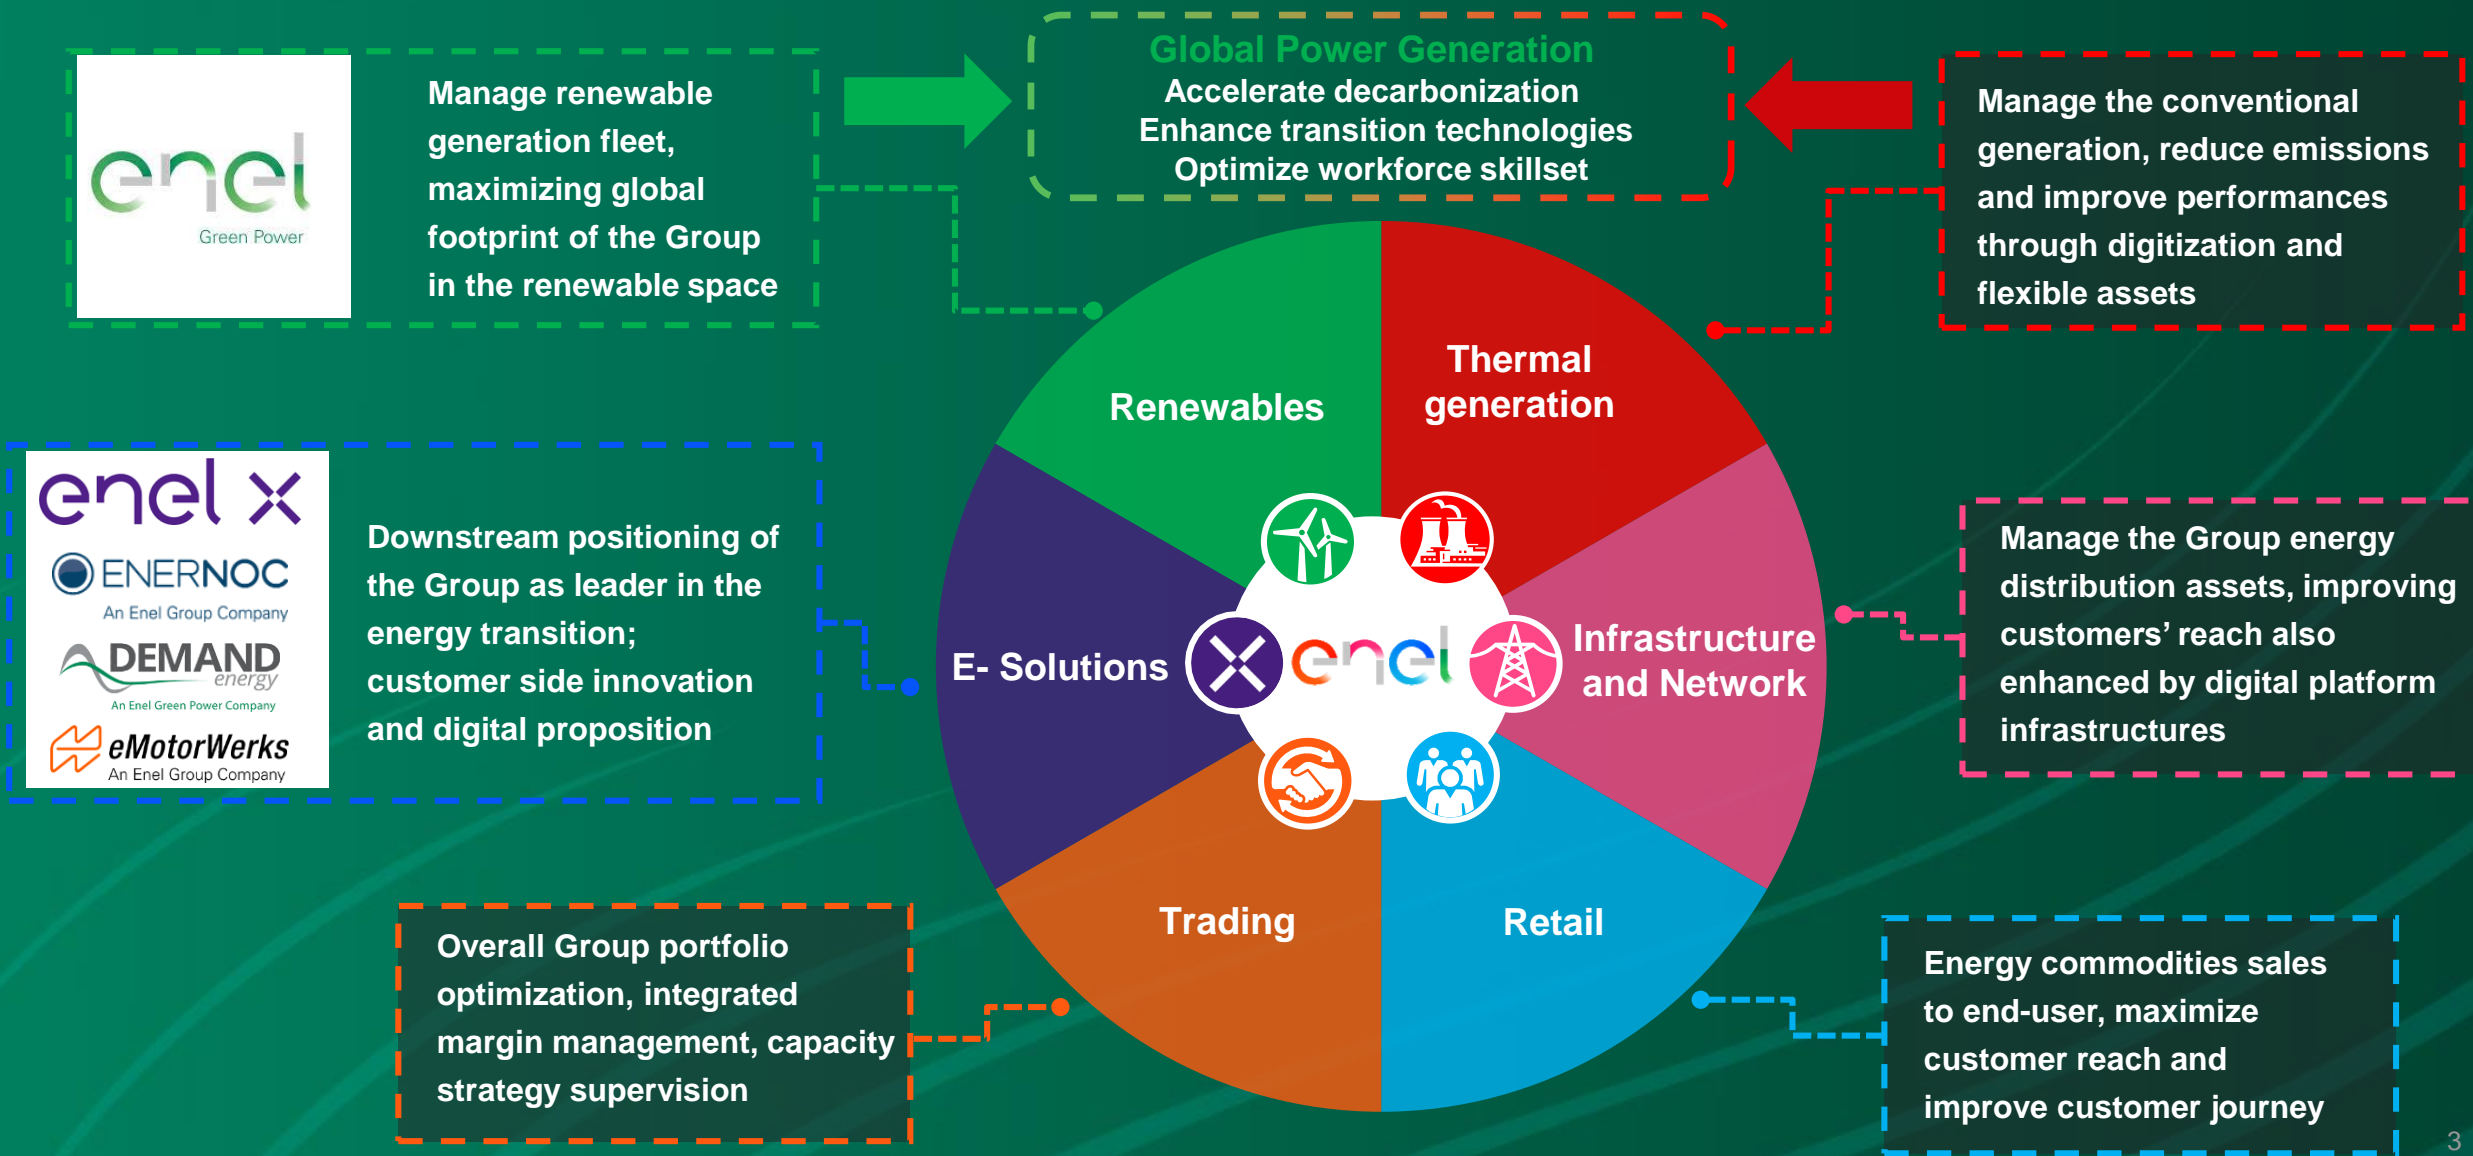 Global Power Generation
Accelerate decarbonization
Enhance transition technologies
Optimize workforce skillset
enel
Green Power
Manage renewable
generation fleet,
maximizing global
footprint of the Group
in the renewable space
Manage the conventional
generation, reduce emissions
and improve performances
through digitization and
flexible assets
Renewables
Thermal
generation
enel x
ENERNOC
An Enel Group Company
DEMAND
energy
An Enel Green Power Company
eMotorWerks
An Enel Group Company
Downstream positioning of
the Group as leader in the
energy transition;
customer side innovation
and digital proposition
E- Solutions
enel
Infrastructure
and Network
Manage the Group energy
distribution assets, improving
customers’ reach also
enhanced by digital platform
infrastructures
Trading
Retail
Overall Group portfolio
optimization, integrated
margin management, capacity
strategy supervision
Energy commodities sales
to end-user, maximize
customer reach and
improve customer journey
3